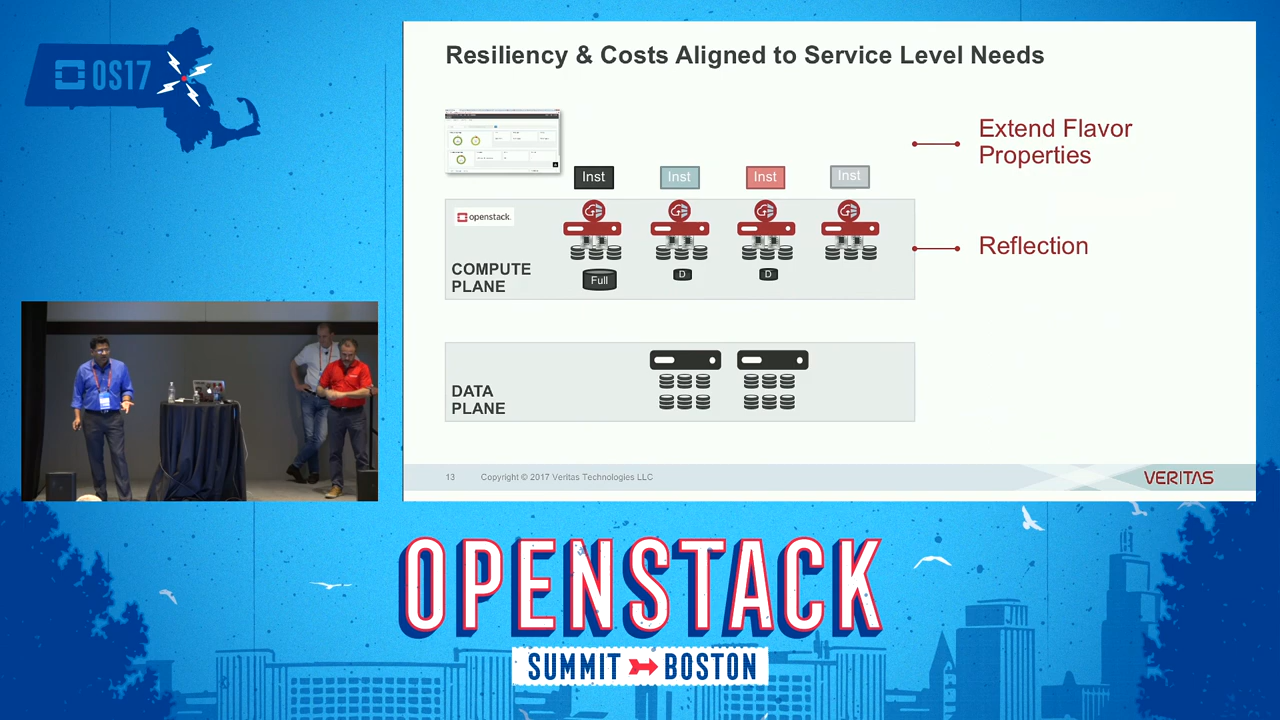 OS17
Resiliency & Costs Aligned to Service Level Needs
Extend Flavor
Properties
Inst
Inst
Inst
Inst
openstack.
Reflection
COMPUTE
PLANE
Full
D
D
DATA
PLANE
13
Copyright © 2017 Veritas Technologies LLC
VERITAS
OPENSTACK
SUMMIT
BOSTON